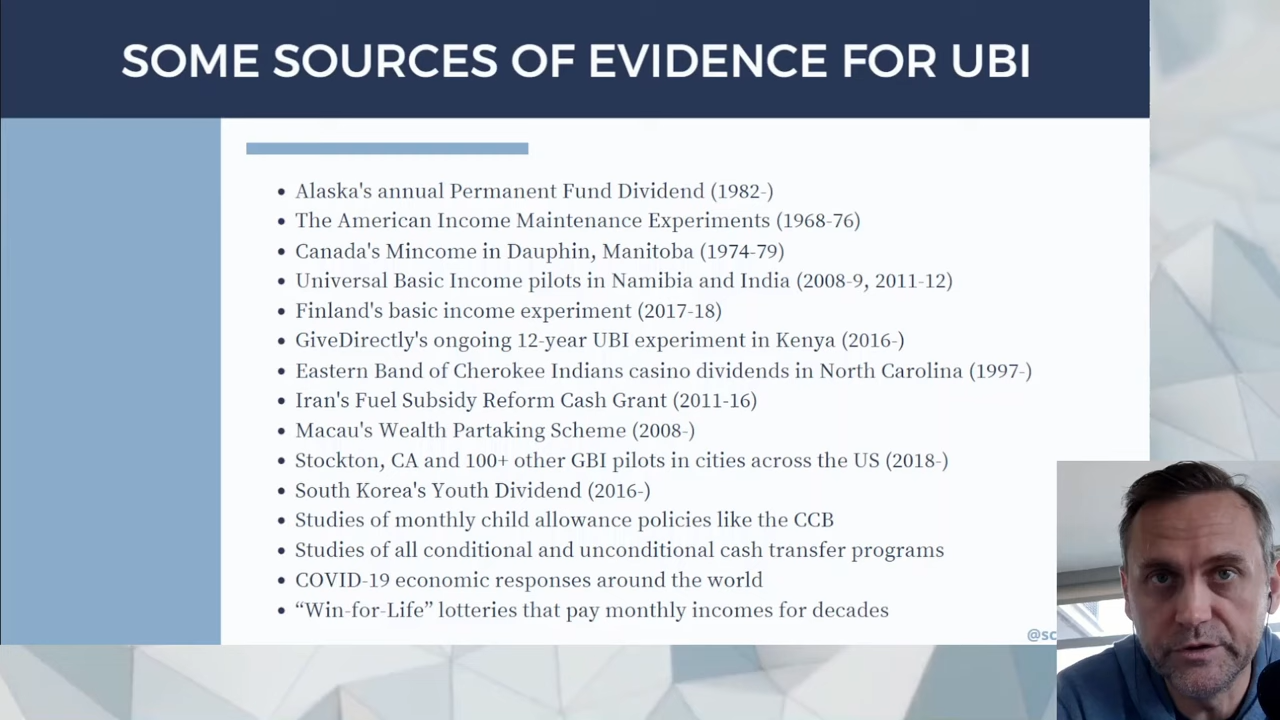 SOME SOURCES OF EVIDENCE FOR UBI
• Alaska's annual Permanent Fund Dividend (1982-)
• The American Income Maintenance Experiments (1968-76)
• Canada's Mincome in Dauphin, Manitoba (1974-79)
• Universal Basic Income pilots in Namibia and India (2008-9, 2011-12)
• Finland's basic income experiment (2017-18)
• GiveDirectly's ongoing 12-year UBI experiment in Kenya (2016-)
• Eastern Band of Cherokee Indians casino dividends in North Carolina (1997-)
• Iran's Fuel Subsidy Reform Cash Grant (2011-16)
• Macau's Wealth Partaking Scheme (2008-)
• Stockton, CA and 100+ other GBI pilots in cities across the US (2018-)
• South Korea's Youth Dividend (2016-)
• Studies of monthly child allowance policies like the CCB
• Studies of all conditional and unconditional cash transfer programs
• COVID-19 economic responses around the world
• “Win-for-Life” lotteries that pay monthly incomes for decades
@sc